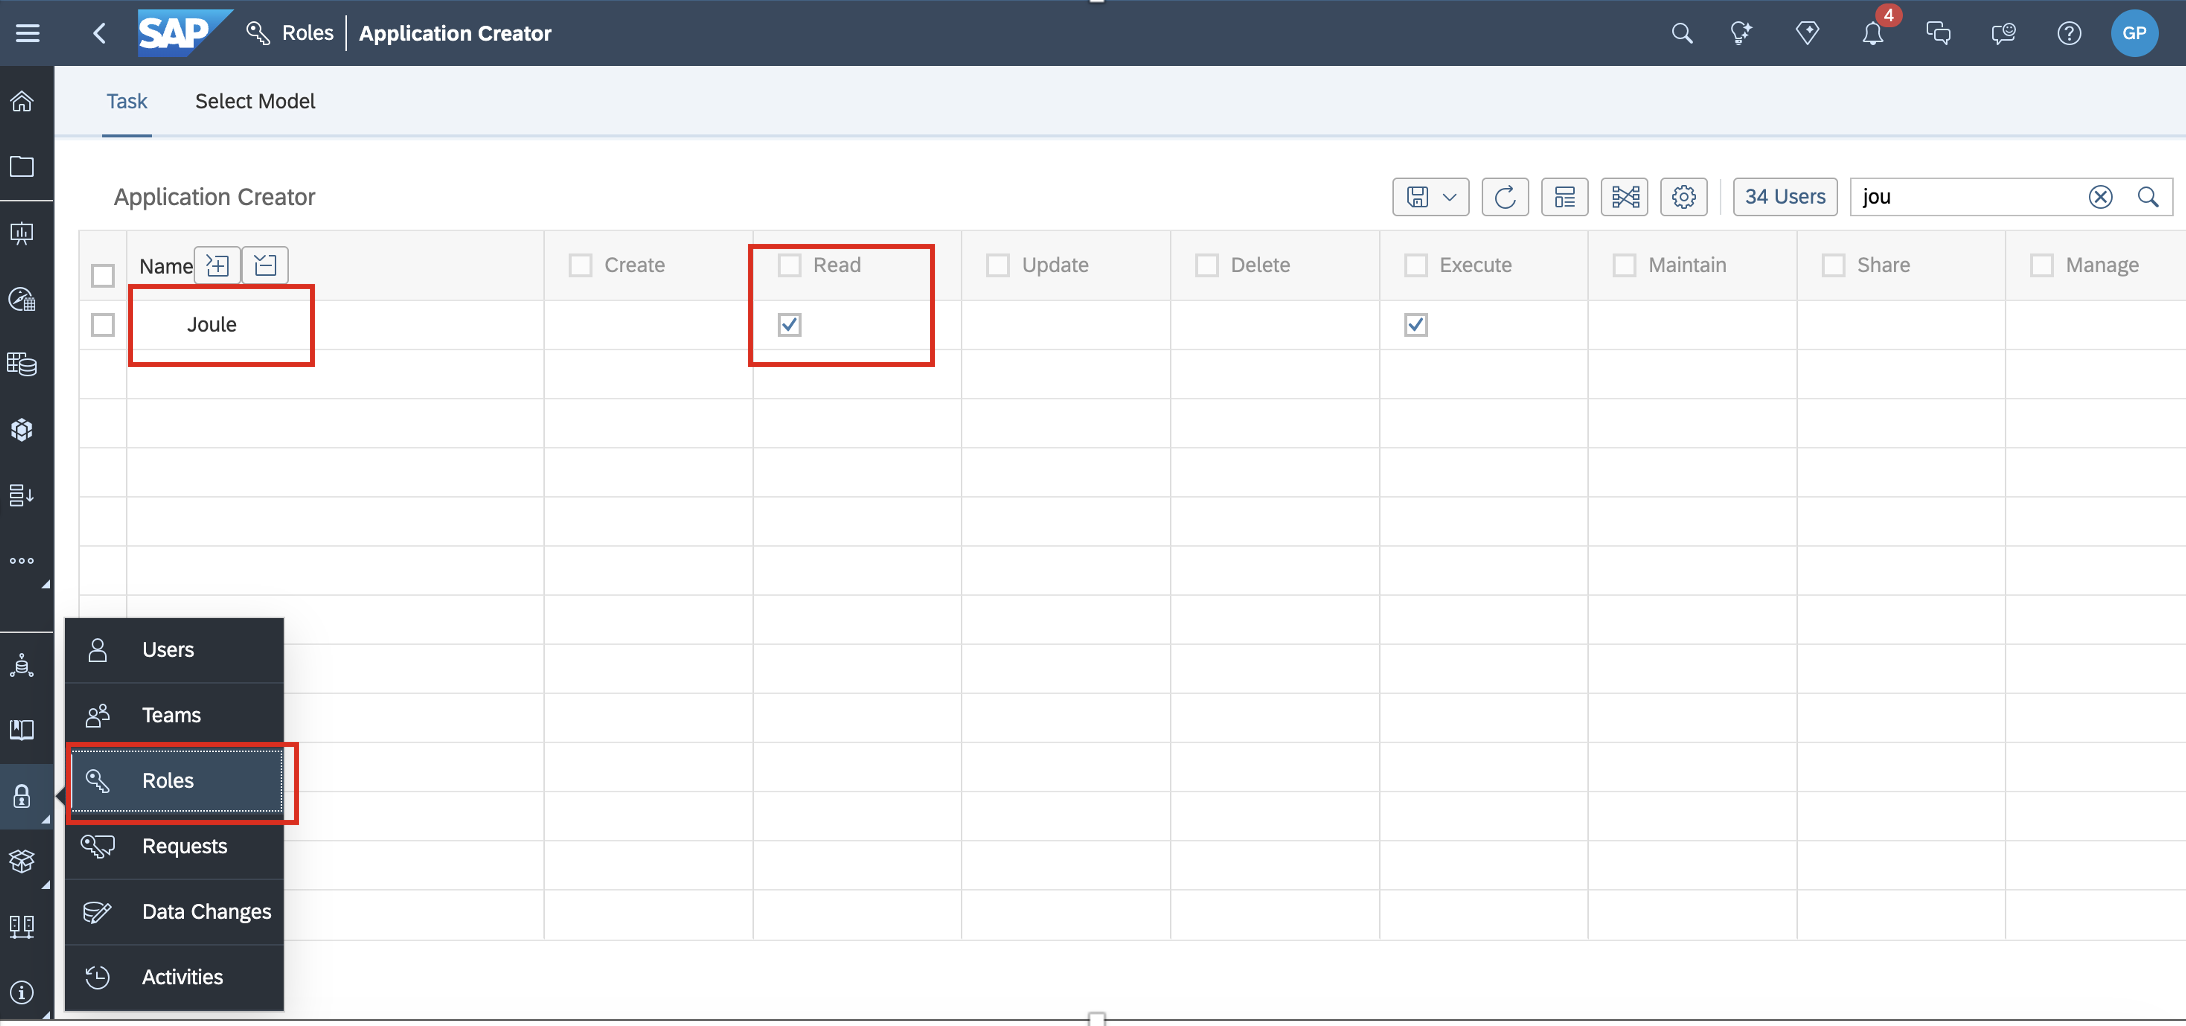 SAP Roles Application Creator 4 GP
Task Select Model
Application Creator 34 Users jou
Name Create Read Update Delete Execute Maintain Share Manage
Joule
Users
Teams
Roles
Requests
Data Changes
Activities